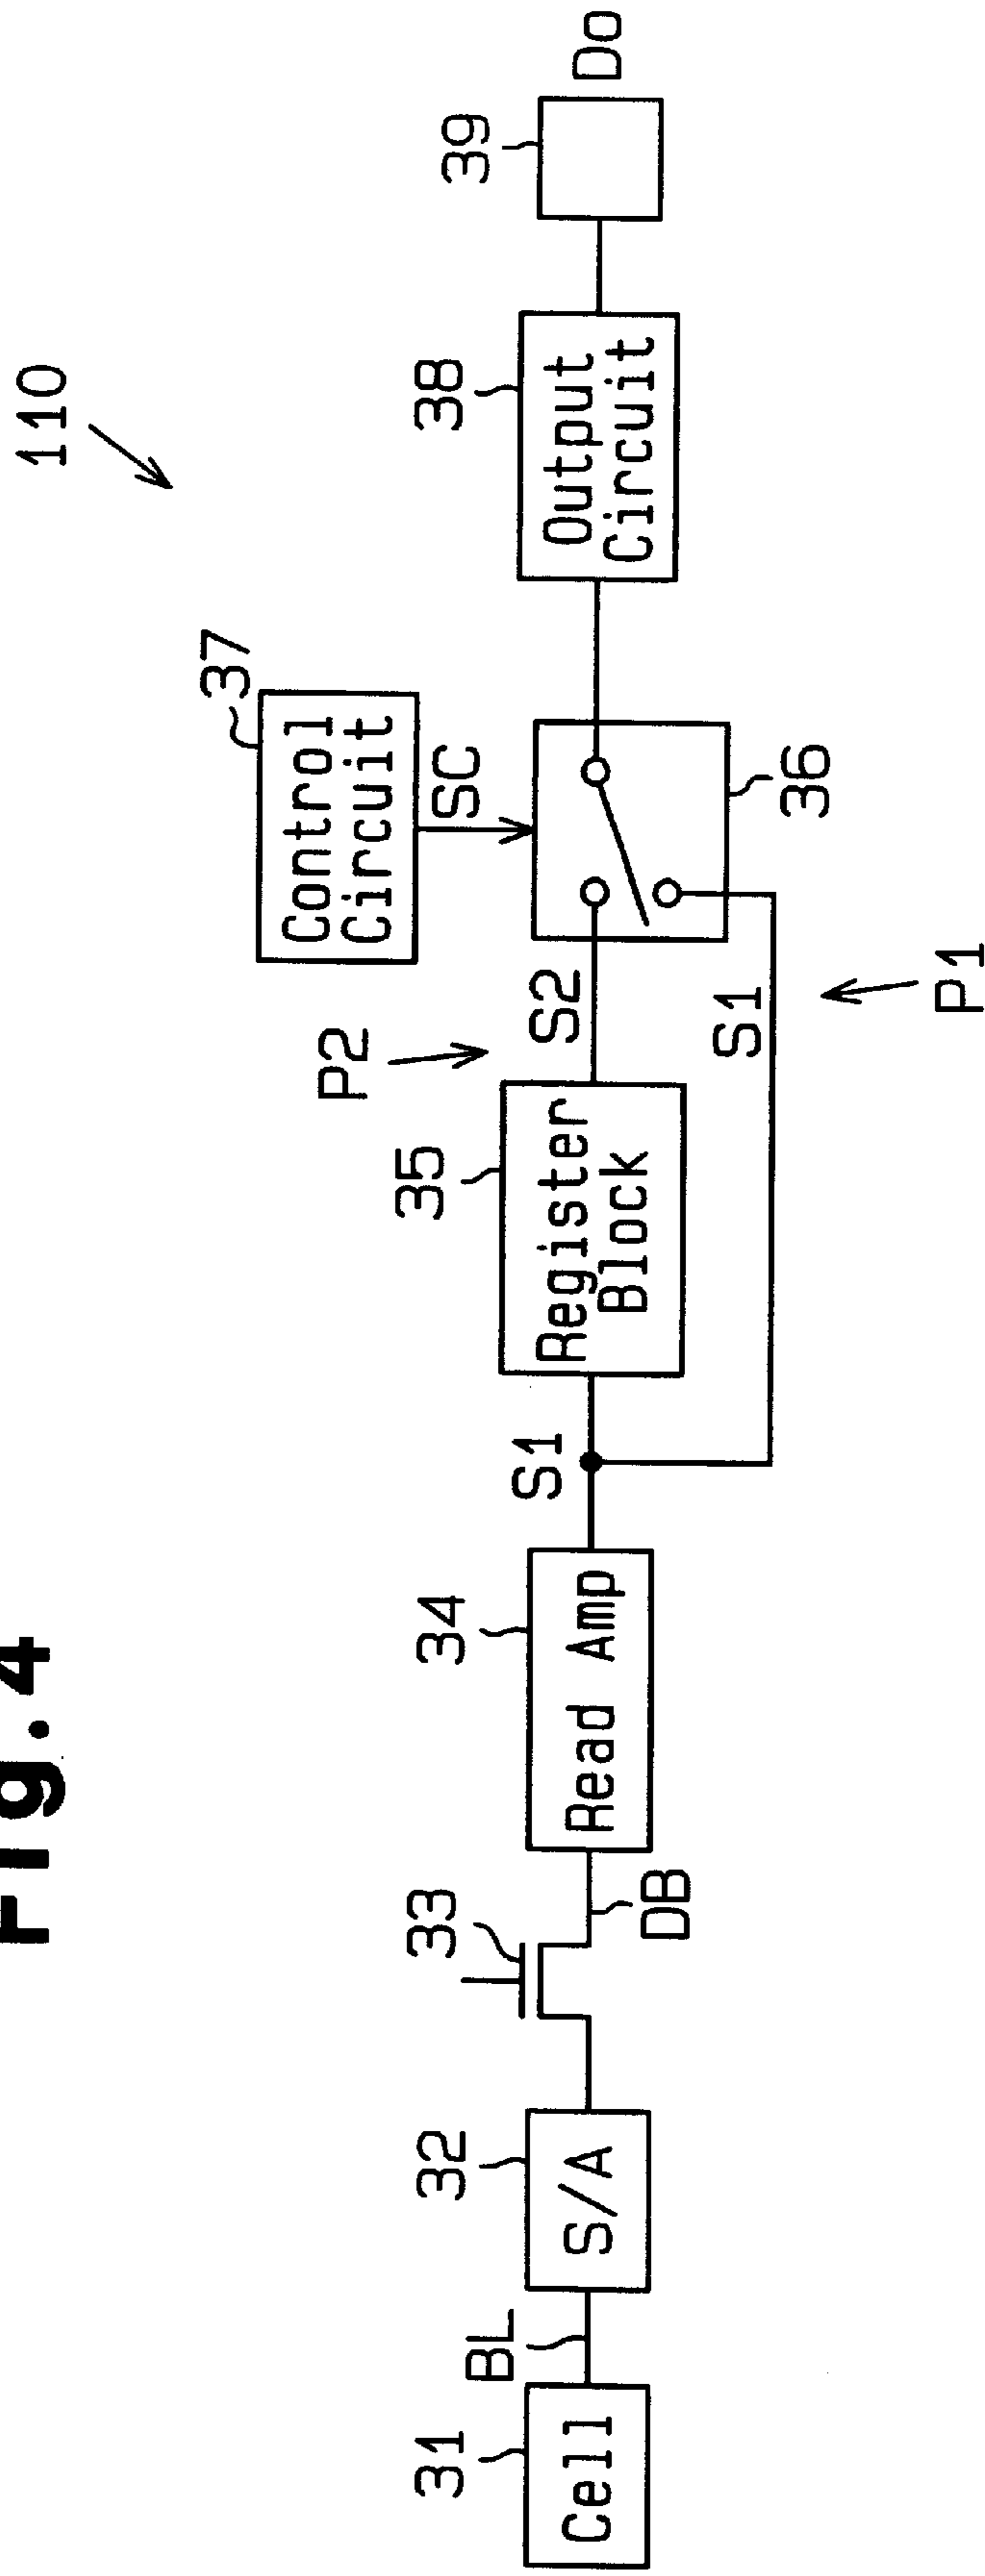 Fig.4
110
31
Cell
BL
32
S/A
33
DB
34
Read Amp
S1
35
Register
Block
P2
S2
S1
P1
37
Control
Circuit
SC
36
38
Output
Circuit
39
Do